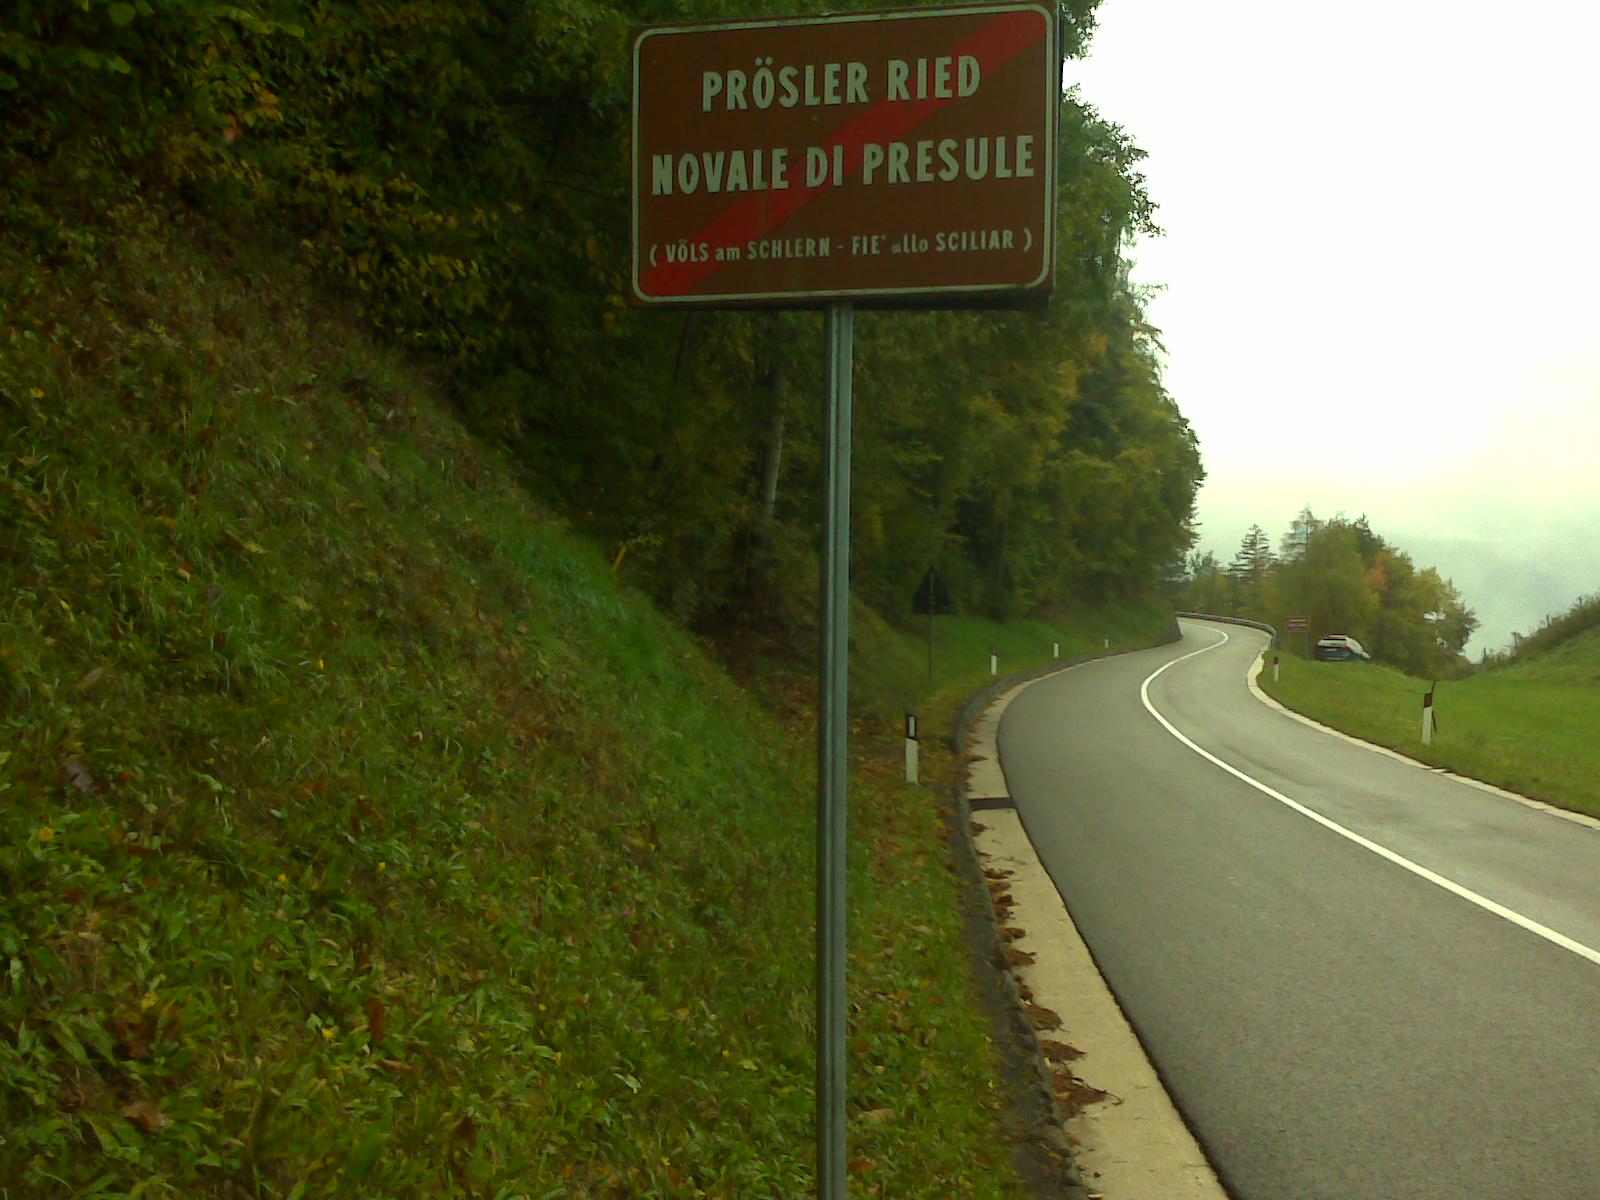 PRÖSLER RIED
NOVALE DI PRESULE
( VÖLS am SCHLERN - FIE' allo SCILIAR )